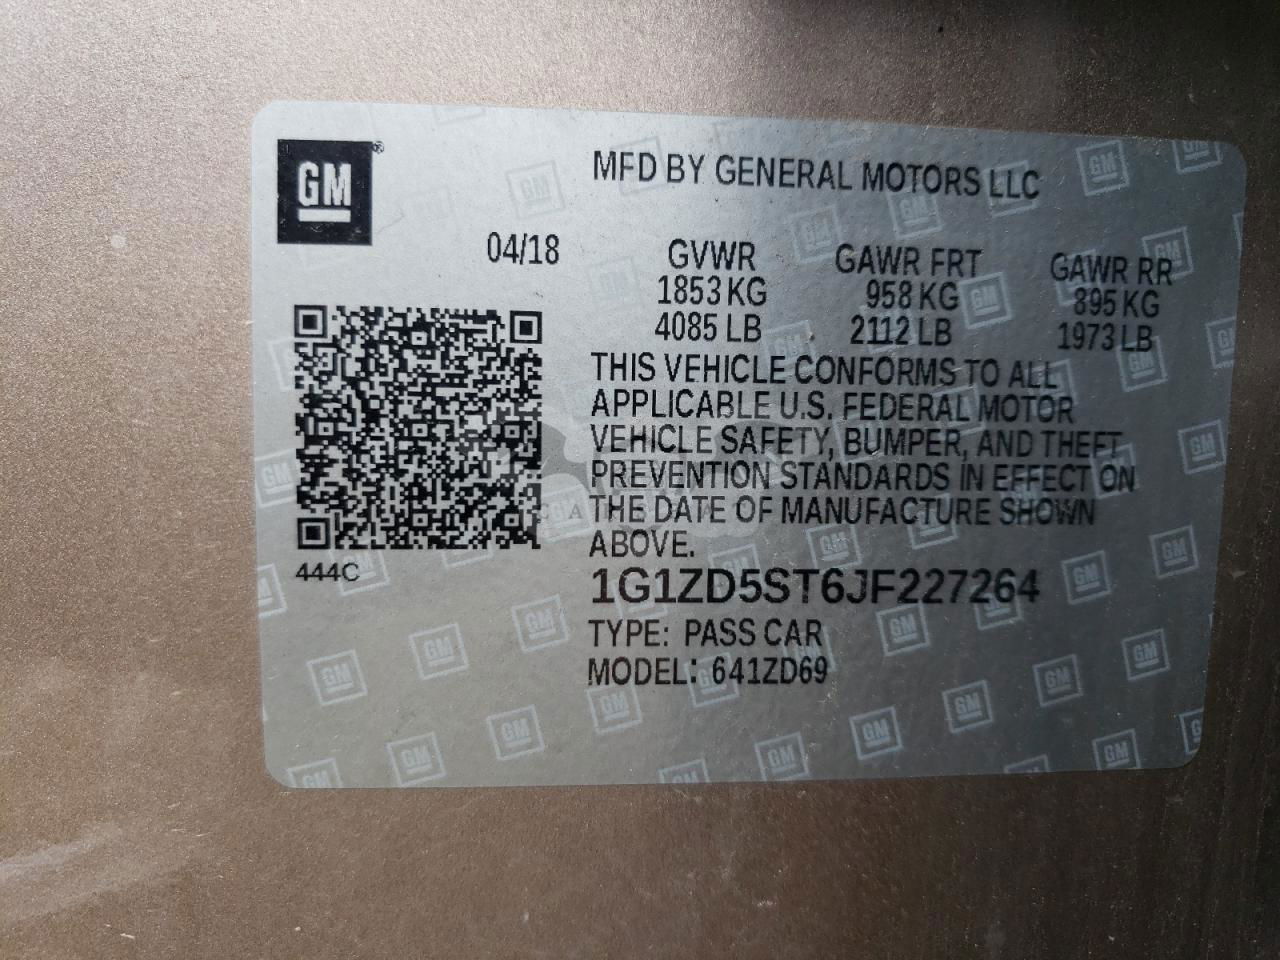 GM®
MFD BY GENERAL MOTORS LLC
04/18 GVWR GAWR FRT GAWR RR
1853 KG 958 KG 895 KG
4085 LB 2112 LB 1973 LB
THIS VEHICLE CONFORMS TO ALL
APPLICABLE U.S. FEDERAL MOTOR
VEHICLE SAFETY, BUMPER, AND THEFT
PREVENTION STANDARDS IN EFFECT ON
THE DATE OF MANUFACTURE SHOWN
ABOVE.
444C
1G1ZD5ST6JF227264
TYPE: PASS CAR
MODEL: 641ZD69